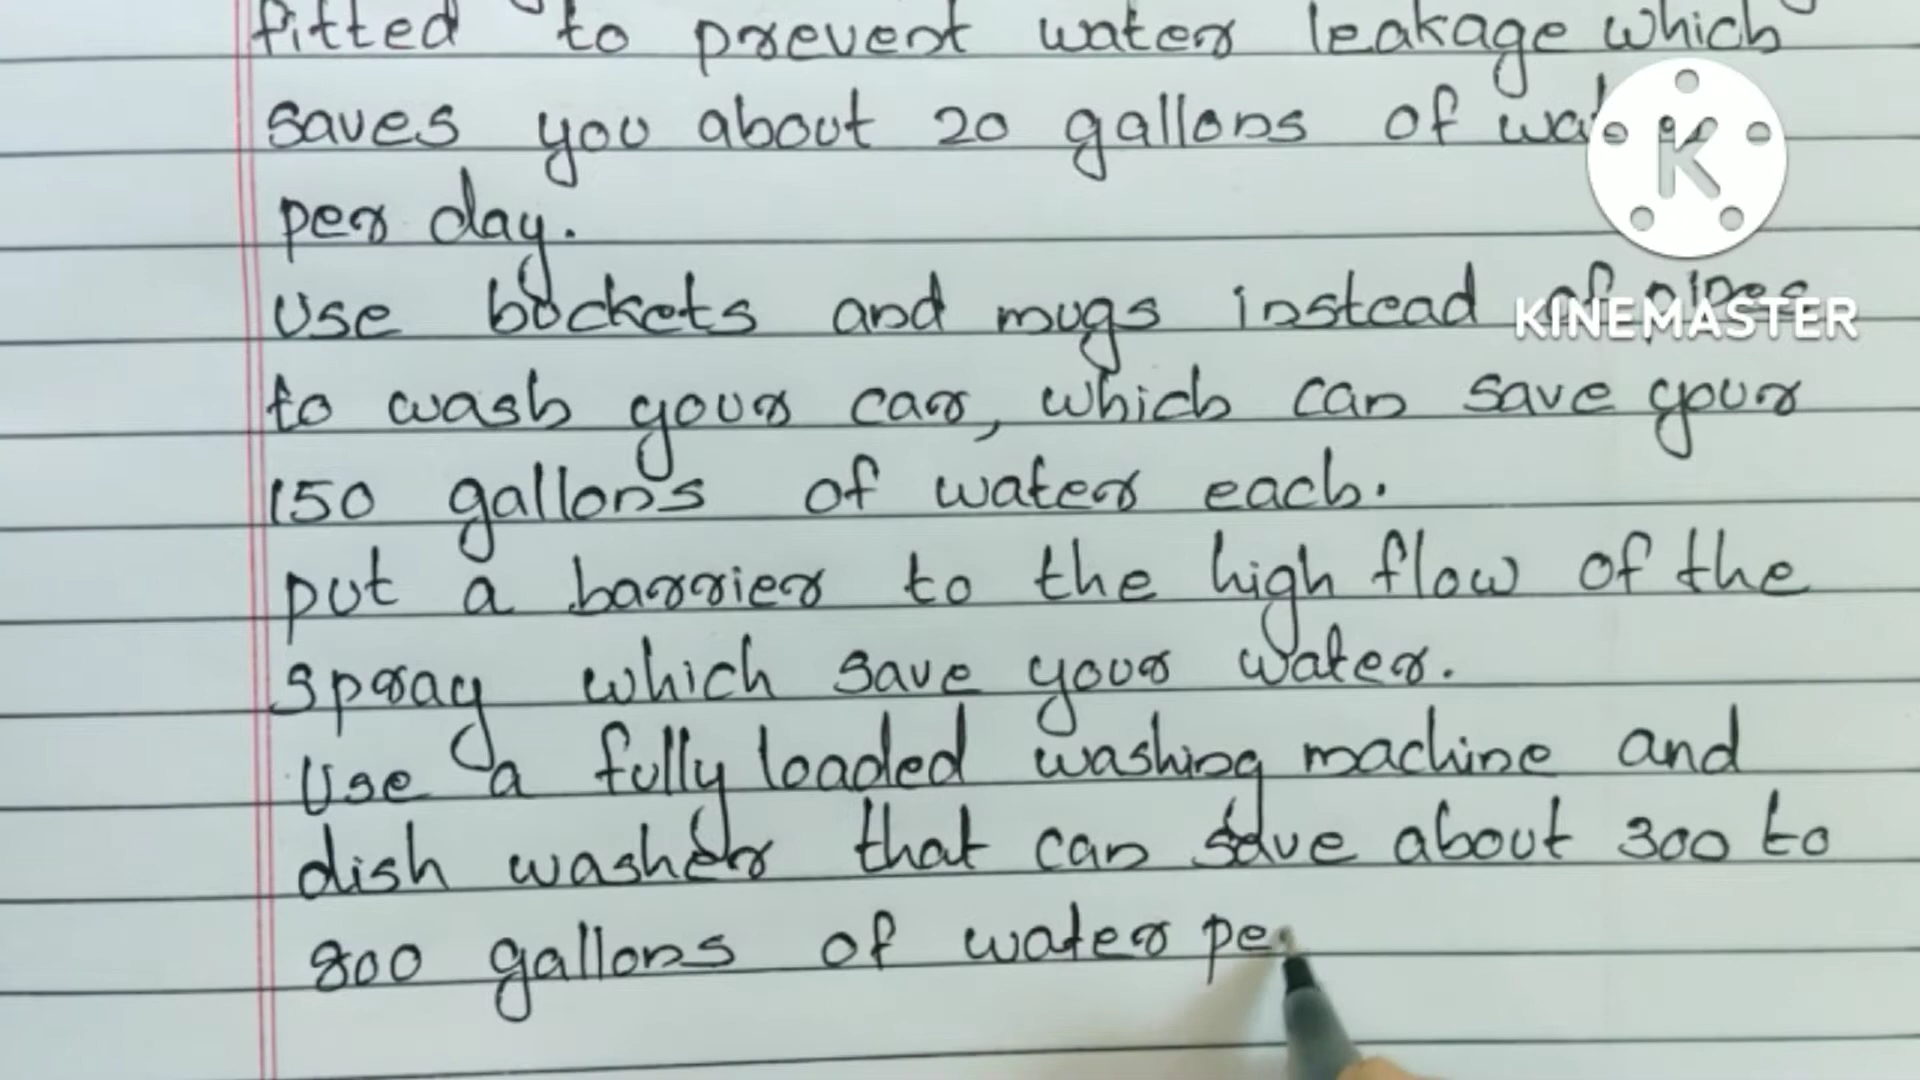 fitted to prevent water leakage which
saves you about 20 gallons of water
per day.
Use buckets and mugs instead of pipes
KINEMASTER
to wash your car, which can save your
150 gallons of water each.
put a barrier to the high flow of the
spray which save your water.
Use a fully loaded washing machine and
dish washer that can save about 300 to
800 gallons of water pe